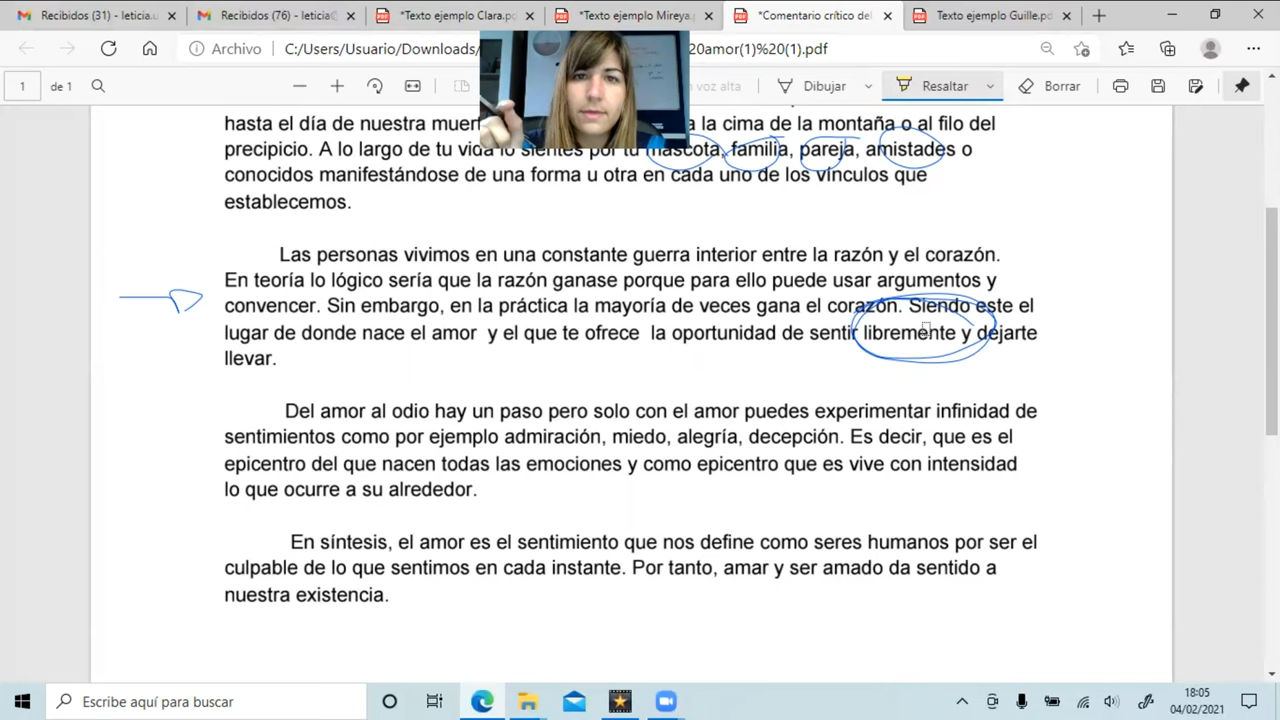 Recibidos (31) - leticia.u
Recibidos (76) - leticia@
*Texto ejemplo Clara.pc
*Texto ejemplo Mireya.p
*Comentario crítico del
Texto ejemplo Guille.pd
Archivo
C:/Users/Usuario/Downloads/
20amor(1)%20(1).pdf
1
de 1
voz alta
Dibujar
Resaltar
Borrar
hasta el día de nuestra muer
a la cima de la montaña o al filo del
precipicio. A lo largo de tu vida lo sientes por tu mascota, familia, pareja, amistades o
conocidos manifestándose de una forma u otra en cada uno de los vínculos que
establecemos.
Las personas vivimos en una constante guerra interior entre la razón y el corazón.
En teoría lo lógico sería que la razón ganase porque para ello puede usar argumentos y
convencer. Sin embargo, en la práctica la mayoría de veces gana el corazón. Siendo este el
lugar de donde nace el amor y el que te ofrece la oportunidad de sentir libremente y dejarte
llevar.
Del amor al odio hay un paso pero solo con el amor puedes experimentar infinidad de
sentimientos como por ejemplo admiración, miedo, alegría, decepción. Es decir, que es el
epicentro del que nacen todas las emociones y como epicentro que es vive con intensidad
lo que ocurre a su alrededor.
En síntesis, el amor es el sentimiento que nos define como seres humanos por ser el
culpable de lo que sentimos en cada instante. Por tanto, amar y ser amado da sentido a
nuestra existencia.
Escribe aquí para buscar
18:05
04/02/2021